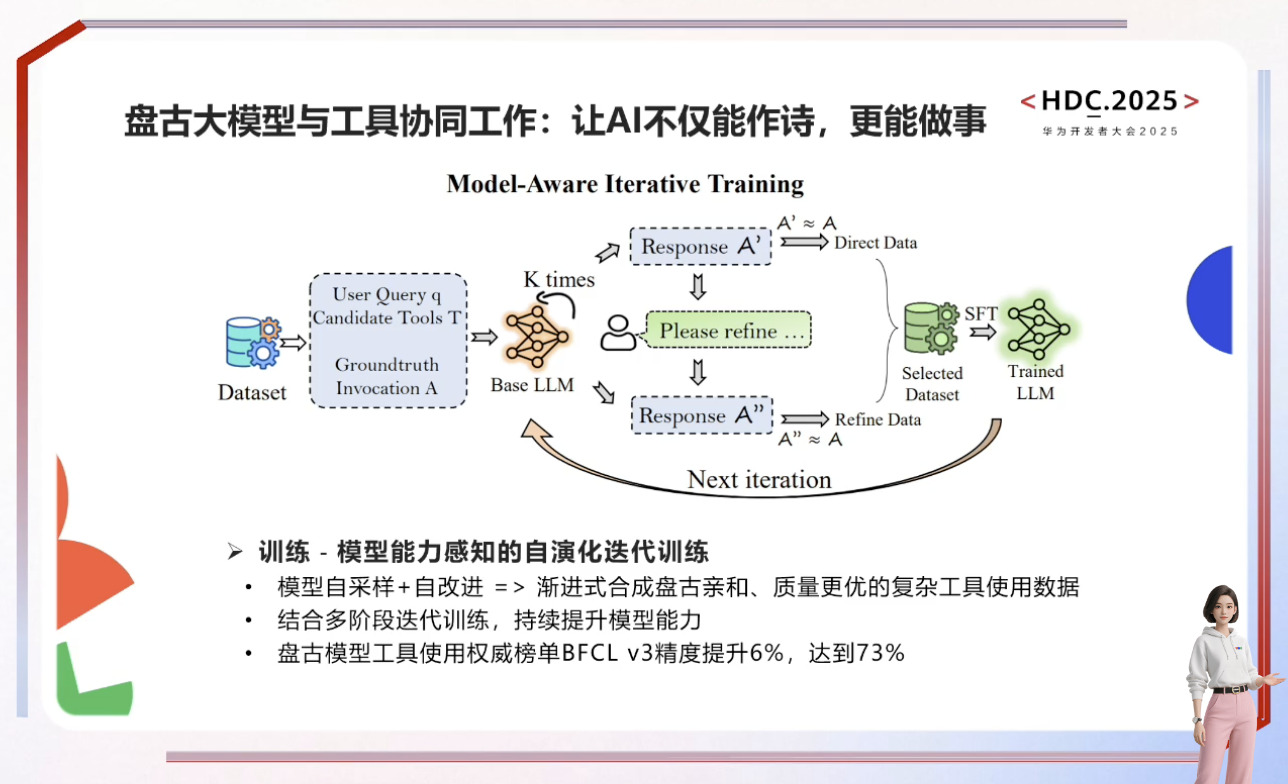 盘古大模型与工具协同工作：让AI不仅能作诗，更能做事
<HDC.2025>
华为开发者大会2025
Model-Aware Iterative Training
Dataset
User Query q
Candidate Tools T
Groundtruth
Invocation A
K times
Base LLM
Response A’
A’ ≈ A
Direct Data
Please refine …
Response A”
A” ≈ A
Refine Data
Selected
Dataset
SFT
Trained
LLM
Next iteration
➢ 训练 - 模型能力感知的自演化迭代训练
• 模型自采样+自改进 => 渐进式合成盘古亲和、质量更优的复杂工具使用数据
• 结合多阶段迭代训练，持续提升模型能力
• 盘古模型工具使用权威榜单BFCL v3精度提升6%，达到73%